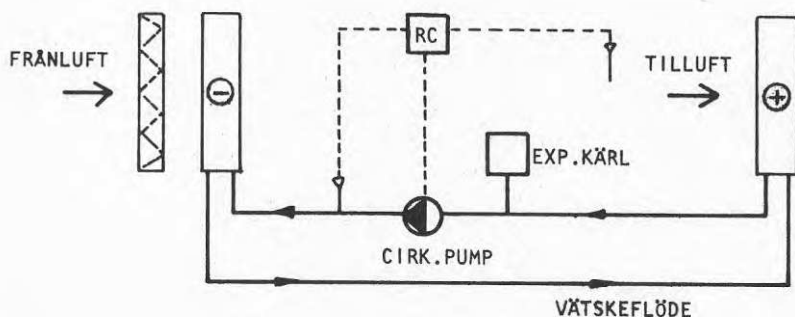 RC
FRÅNLUFT
TILLUFT
EXP.KÄRL
CIRK.PUMP
VÄTSKEFLÖDE